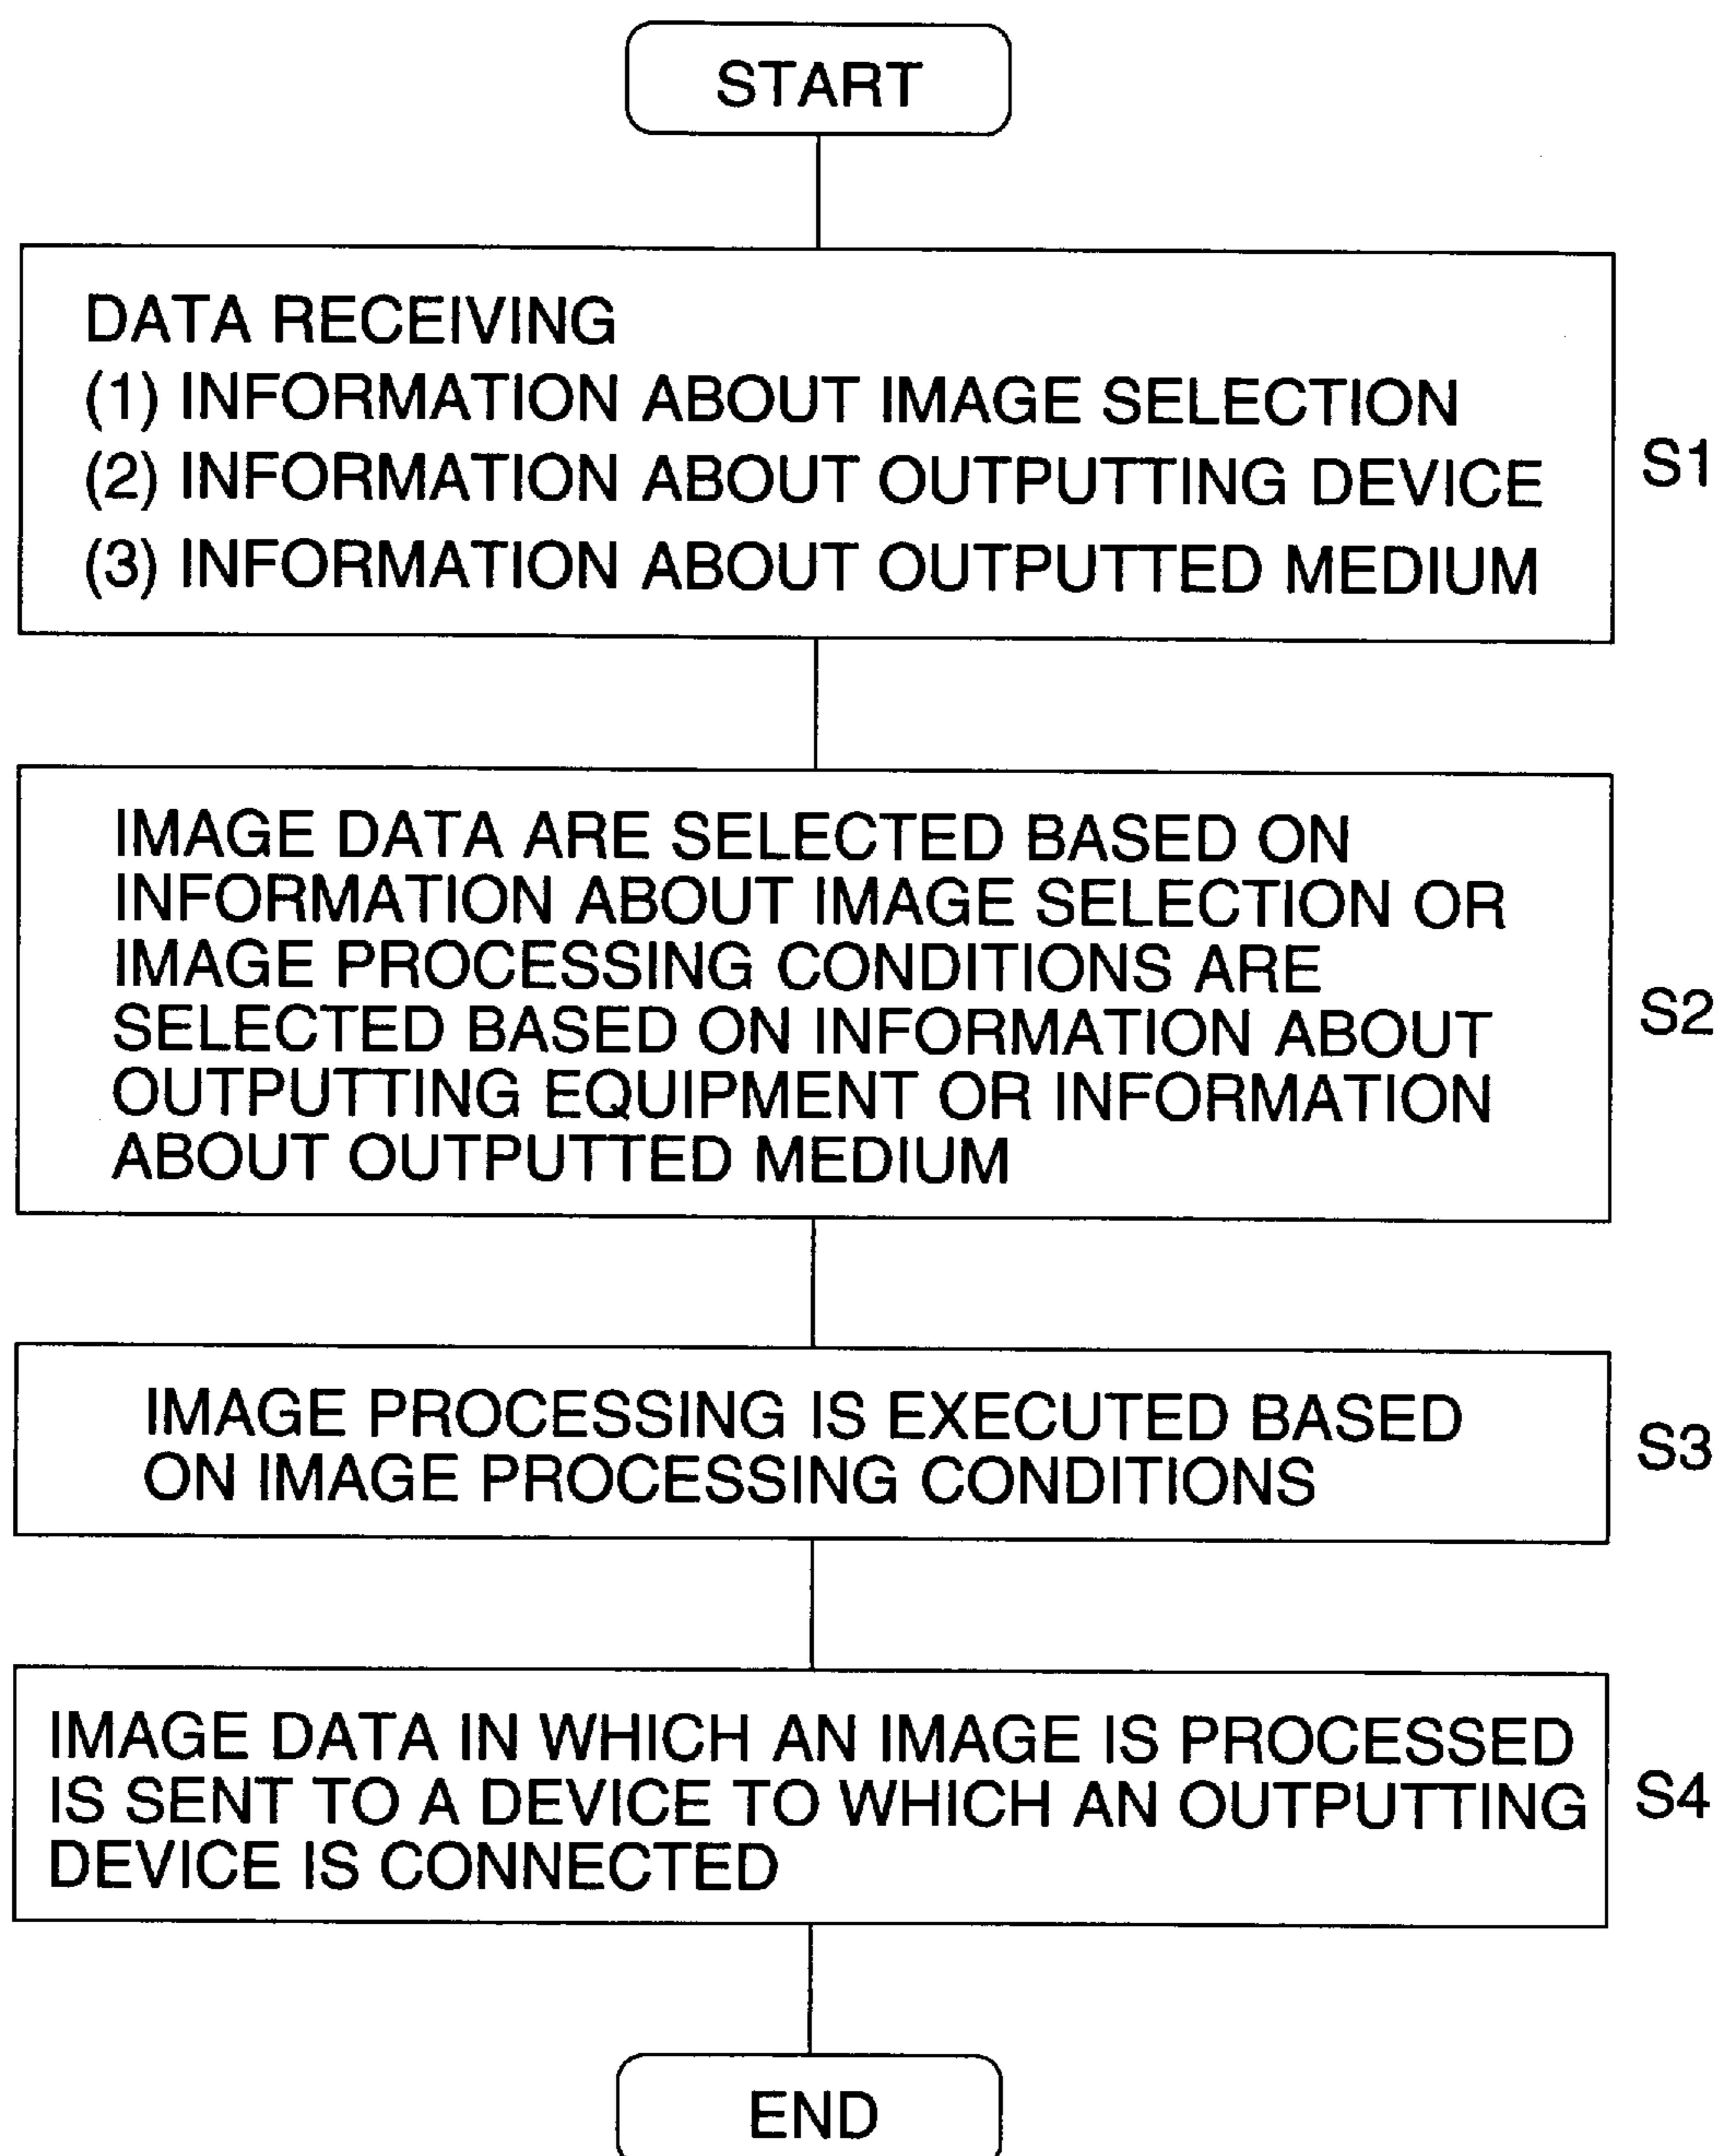 START
DATA RECEIVING
(1) INFORMATION ABOUT IMAGE SELECTION
(2) INFORMATION ABOUT OUTPUTTING DEVICE
(3) INFORMATION ABOUT OUTPUTTED MEDIUM
S1
IMAGE DATA ARE SELECTED BASED ON
INFORMATION ABOUT IMAGE SELECTION OR
IMAGE PROCESSING CONDITIONS ARE
SELECTED BASED ON INFORMATION ABOUT
OUTPUTTING EQUIPMENT OR INFORMATION
ABOUT OUTPUTTED MEDIUM
S2
IMAGE PROCESSING IS EXECUTED BASED
ON IMAGE PROCESSING CONDITIONS
S3
IMAGE DATA IN WHICH AN IMAGE IS PROCESSED
IS SENT TO A DEVICE TO WHICH AN OUTPUTTING
DEVICE IS CONNECTED
S4
END